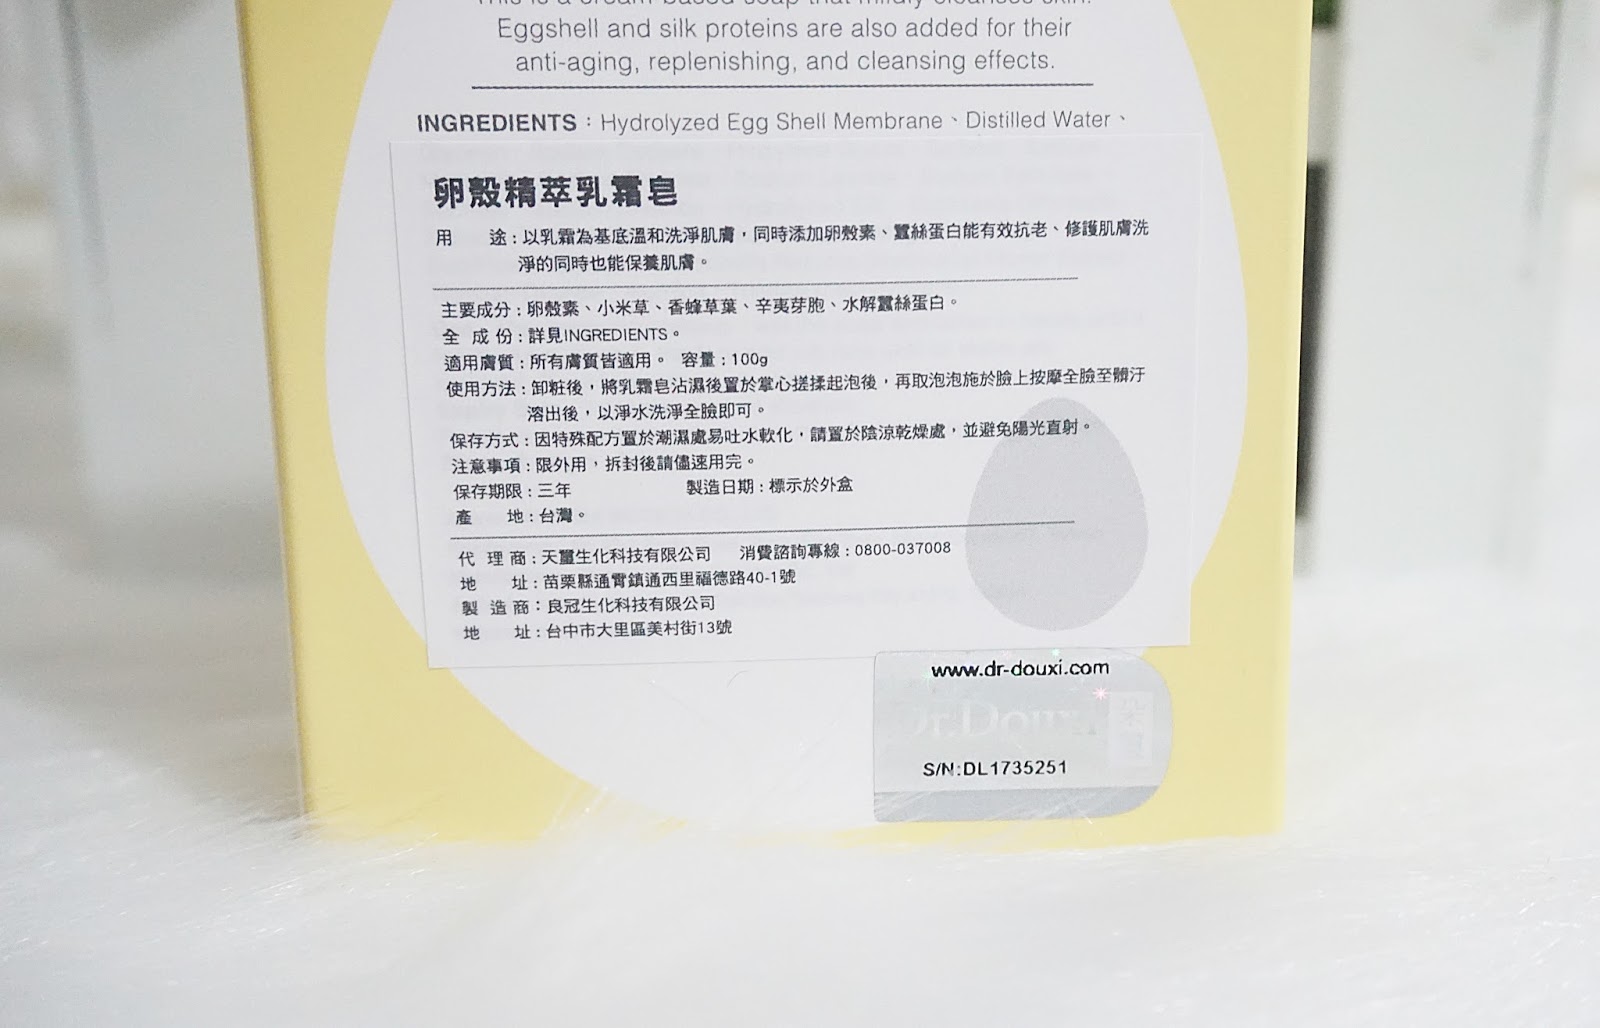 This is a cream-based soap that mildly cleanses skin.
Eggshell and silk proteins are also added for their
anti-aging, replenishing, and cleansing effects.
INGREDIENTS：Hydrolyzed Egg Shell Membrane、Distilled Water、
卵殼精萃乳霜皂
用　途：以乳霜為基底溫和洗淨肌膚，同時添加卵殼素、蠶絲蛋白能有效抗老、修護肌膚洗
淨的同時也能保養肌膚。
主要成分：卵殼素、小米草、香蜂草葉、辛夷芽胞、水解蠶絲蛋白。
全 成 份：詳見INGREDIENTS。
適用膚質：所有膚質皆適用。 容量：100g
使用方法：卸粧後，將乳霜皂沾濕後置於掌心搓揉起泡後，再取泡泡施於臉上按摩全臉至髒汙
溶出後，以淨水洗淨全臉即可。
保存方式：因特殊配方置於潮濕處易吐水軟化，請置於陰涼乾燥處，並避免陽光直射。
注意事項：限外用，拆封後請儘速用完。
保存期限：三年　製造日期：標示於外盒
產　地：台灣。
代 理 商：天璽生化科技有限公司　消費諮詢專線：0800-037008
地　址：苗栗縣通霄鎮通西里福德路40-1號
製 造 商：良冠生化科技有限公司
地　址：台中市大里區美村街13號
www.dr-douxi.com
Dr.Douxi
S/N:DL1735251